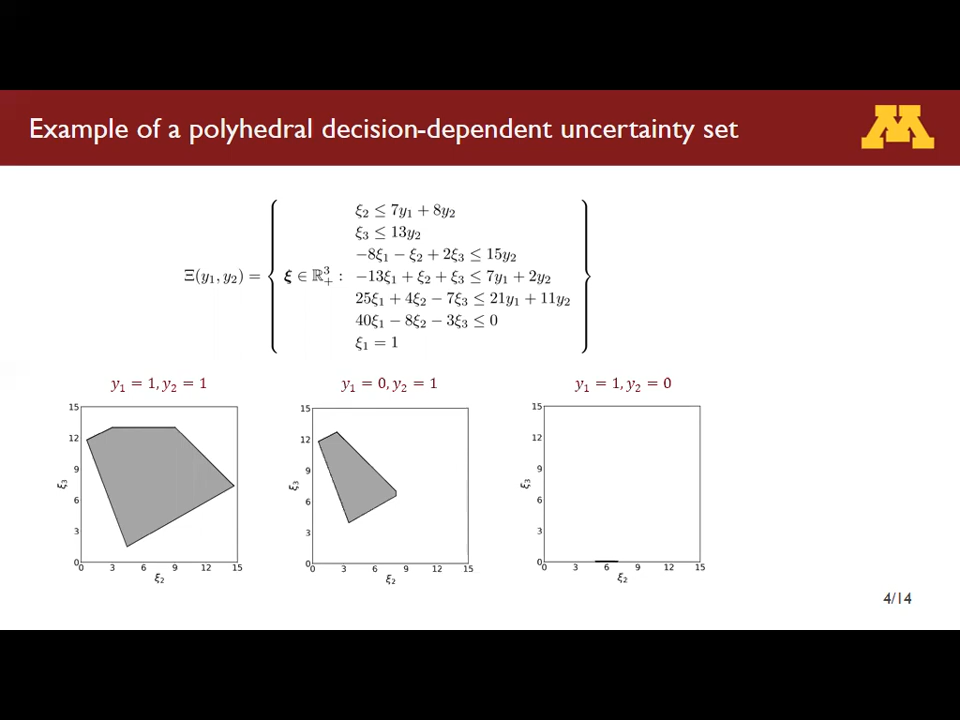 Example of a polyhedral decision-dependent uncertainty set
M
ξ₂ ≤ 7y₁ + 8y₂
ξ₃ ≤ 13y₂
−8ξ₁ − ξ₂ + 2ξ₃ ≤ 15y₂
Ξ(y₁, y₂) = { ξ ∈ ℝ³₊ : −13ξ₁ + ξ₂ + ξ₃ ≤ 7y₁ + 2y₂ }
25ξ₁ + 4ξ₂ − 7ξ₃ ≤ 21y₁ + 11y₂
40ξ₁ − 8ξ₂ − 3ξ₃ ≤ 0
ξ₁ = 1
y₁ = 1, y₂ = 1
15
12
9
6
3
0
ξ₃
0 3 6 9 12 15
ξ₂
y₁ = 0, y₂ = 1
15
12
9
6
3
0
ξ₃
0 3 6 9 12 15
ξ₂
y₁ = 1, y₂ = 0
15
12
9
6
3
0
ξ₃
0 3 6 9 12 15
ξ₂
4/14